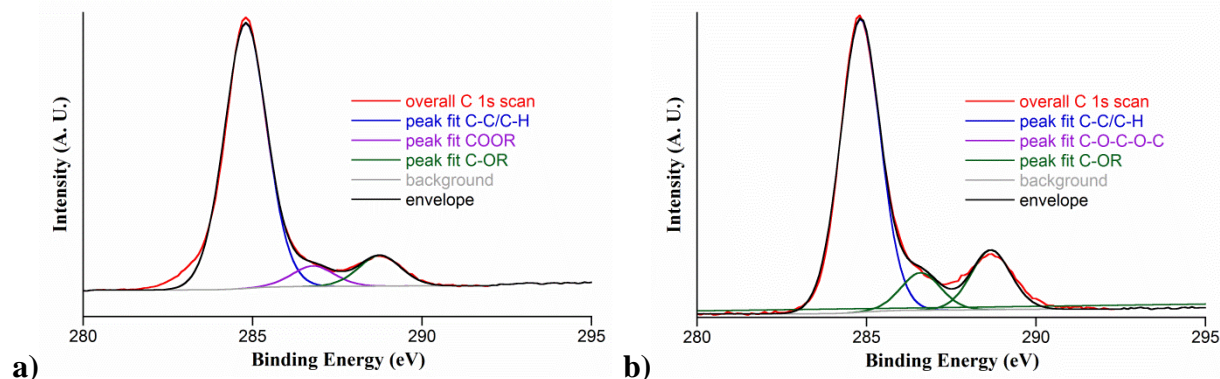 Intensity (A. U.)
overall C 1s scan
peak fit C-C/C-H
peak fit COOR
peak fit C-OR
background
envelope
280
285
290
295
Binding Energy (eV)
a)
Intensity (A. U.)
overall C 1s scan
peak fit C-C/C-H
peak fit C-O-C-O-C
peak fit C-OR
background
envelope
280
285
290
295
Binding Energy (eV)
b)